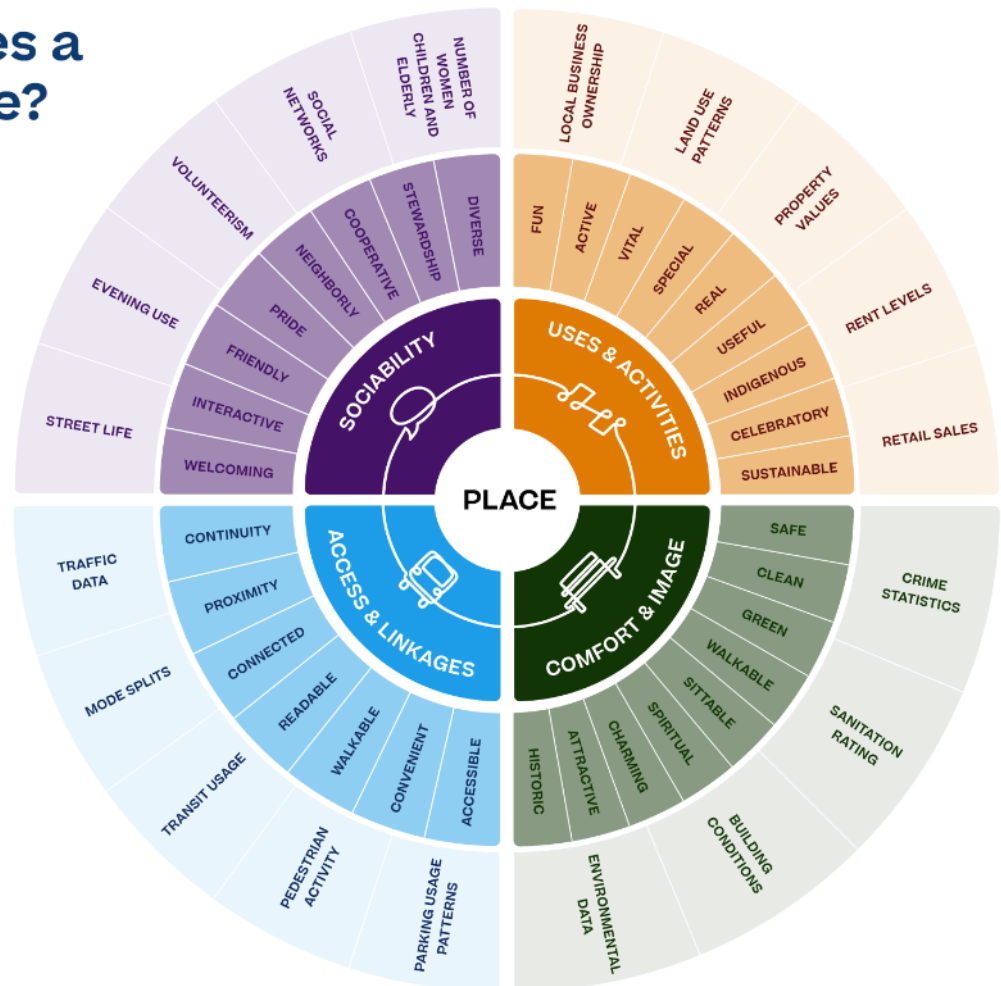 es a
e?
PLACE
SOCIABILITY
USES & ACTIVITIES
COMFORT & IMAGE
ACCESS & LINKAGES
WELCOMING
INTERACTIVE
FRIENDLY
PRIDE
NEIGHBORLY
COOPERATIVE
STEWARDSHIP
DIVERSE
STREET LIFE
EVENING USE
VOLUNTEERISM
SOCIAL
NETWORKS
NUMBER OF
WOMEN
CHILDREN AND
ELDERLY
FUN
ACTIVE
VITAL
SPECIAL
REAL
USEFUL
INDIGENOUS
CELEBRATORY
SUSTAINABLE
LOCAL BUSINESS
OWNERSHIP
LAND USE
PATTERNS
PROPERTY
VALUES
RENT LEVELS
RETAIL SALES
SAFE
CLEAN
GREEN
WALKABLE
SITTABLE
SPIRITUAL
CHARMING
ATTRACTIVE
HISTORIC
CRIME
STATISTICS
SANITATION
RATING
BUILDING
CONDITIONS
ENVIRONMENTAL
DATA
CONTINUITY
PROXIMITY
CONNECTED
READABLE
WALKABLE
CONVENIENT
ACCESSIBLE
TRAFFIC
DATA
MODE SPLITS
TRANSIT USAGE
PEDESTRIAN
ACTIVITY
PARKING USAGE
PATTERNS